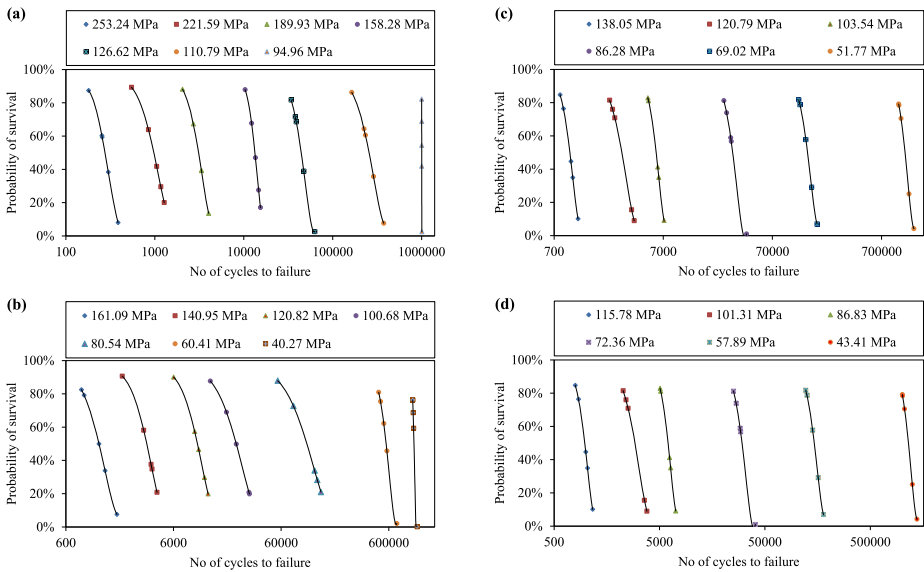 (a)
253.24 MPa 221.59 MPa 189.93 MPa 158.28 MPa
126.62 MPa 110.79 MPa 94.96 MPa
100%
80%
60%
40%
20%
0%
Probability of survival
100 1000 10000 100000 1000000
No of cycles to failure
(c)
138.05 MPa 120.79 MPa 103.54 MPa
86.28 MPa 69.02 MPa 51.77 MPa
100%
80%
60%
40%
20%
0%
Probability of survival
700 7000 70000 700000
No of cycles to failure
(b)
161.09 MPa 140.95 MPa 120.82 MPa 100.68 MPa
80.54 MPa 60.41 MPa 40.27 MPa
100%
80%
60%
40%
20%
0%
Probability of survival
600 6000 60000 600000
No of cycles to failure
(d)
115.78 MPa 101.31 MPa 86.83 MPa
72.36 MPa 57.89 MPa 43.41 MPa
100%
80%
60%
40%
20%
0%
Probability of survival
500 5000 50000 500000
No of cycles to failure